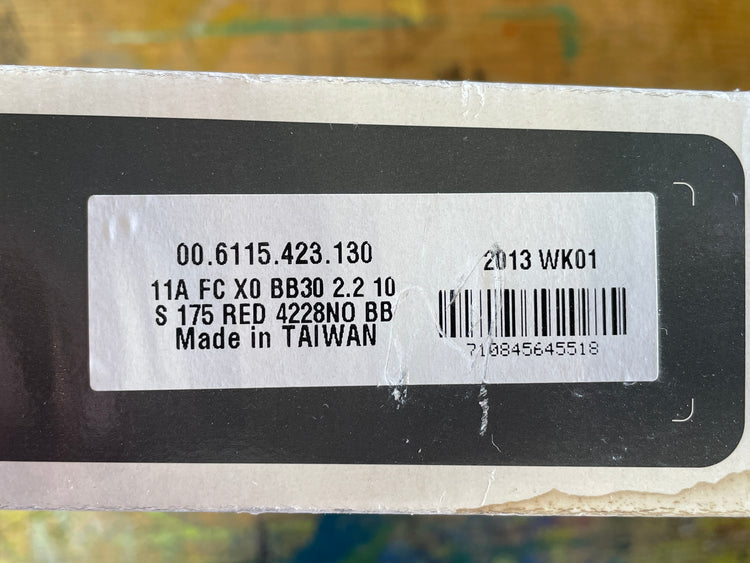 00.6115.423.130
11A FC X0 BB30 2.2 10
S 175 RED 4228NO BB
Made in TAIWAN
2013 WK01
710845645518